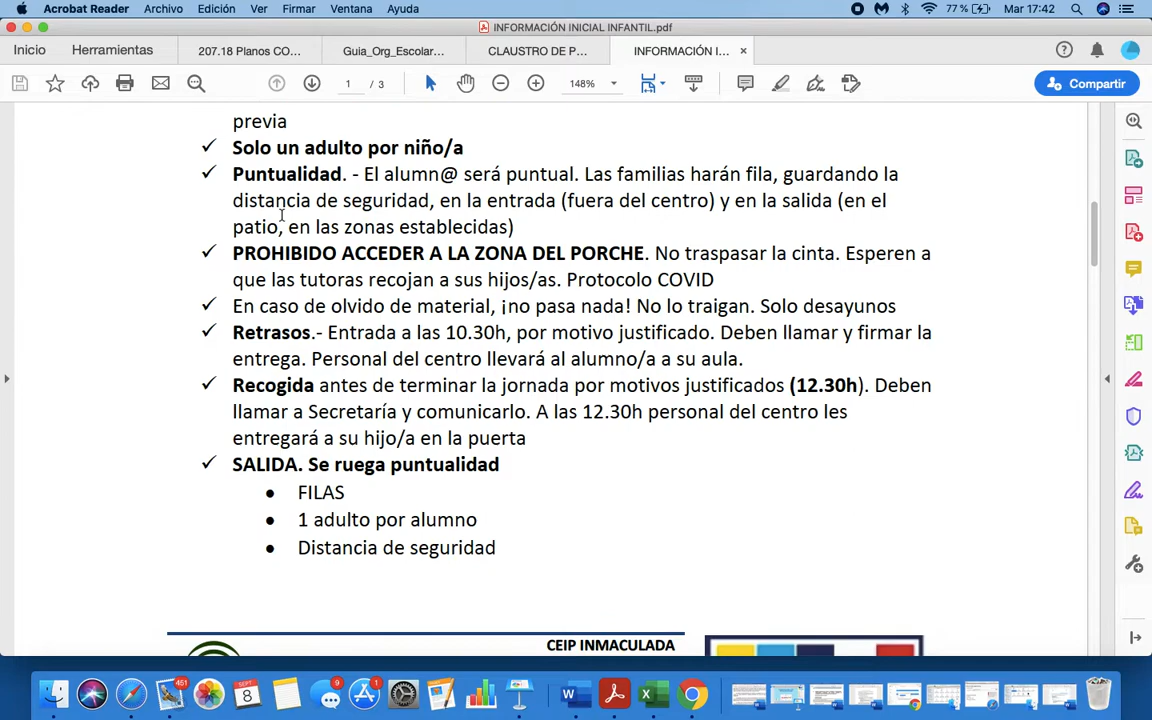 Acrobat Reader Archivo Edición Ver Firmar Ventana Ayuda 77 % Mar 17:42
INFORMACIÓN INICIAL INFANTIL.pdf
Inicio Herramientas 207.18 Planos CO... Guia_Org_Escolar... CLAUSTRO DE P... INFORMACIÓN I... ×
1 / 3 148% Compartir
previa
✓ Solo un adulto por niño/a
✓ Puntualidad. - El alumn@ será puntual. Las familias harán fila, guardando la
distancia de seguridad, en la entrada (fuera del centro) y en la salida (en el
patio, en las zonas establecidas)
✓ PROHIBIDO ACCEDER A LA ZONA DEL PORCHE. No traspasar la cinta. Esperen a
que las tutoras recojan a sus hijos/as. Protocolo COVID
✓ En caso de olvido de material, ¡no pasa nada! No lo traigan. Solo desayunos
✓ Retrasos.- Entrada a las 10.30h, por motivo justificado. Deben llamar y firmar la
entrega. Personal del centro llevará al alumno/a a su aula.
✓ Recogida antes de terminar la jornada por motivos justificados (12.30h). Deben
llamar a Secretaría y comunicarlo. A las 12.30h personal del centro les
entregará a su hijo/a en la puerta
✓ SALIDA. Se ruega puntualidad
• FILAS
• 1 adulto por alumno
• Distancia de seguridad
CEIP INMACULADA
451 SEP 8 9 1